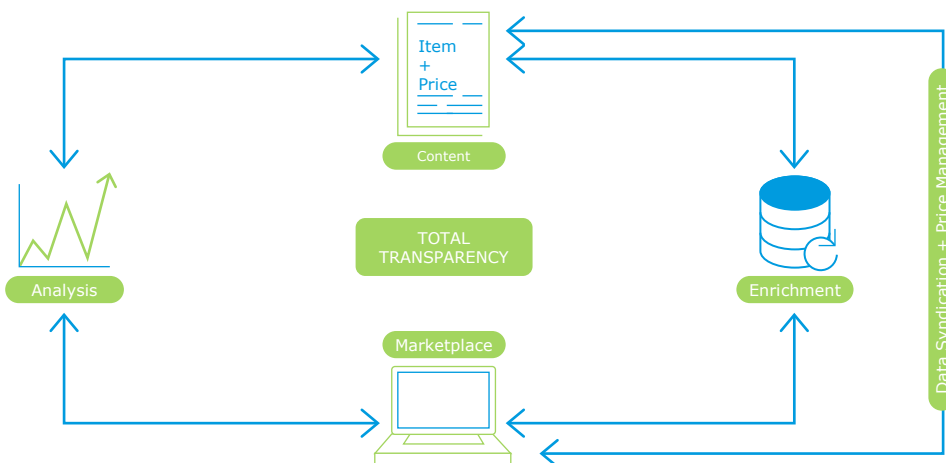 Item
+
Price
Content
TOTAL
TRANSPARENCY
Analysis
Enrichment
Marketplace
Data Syndication + Price Management